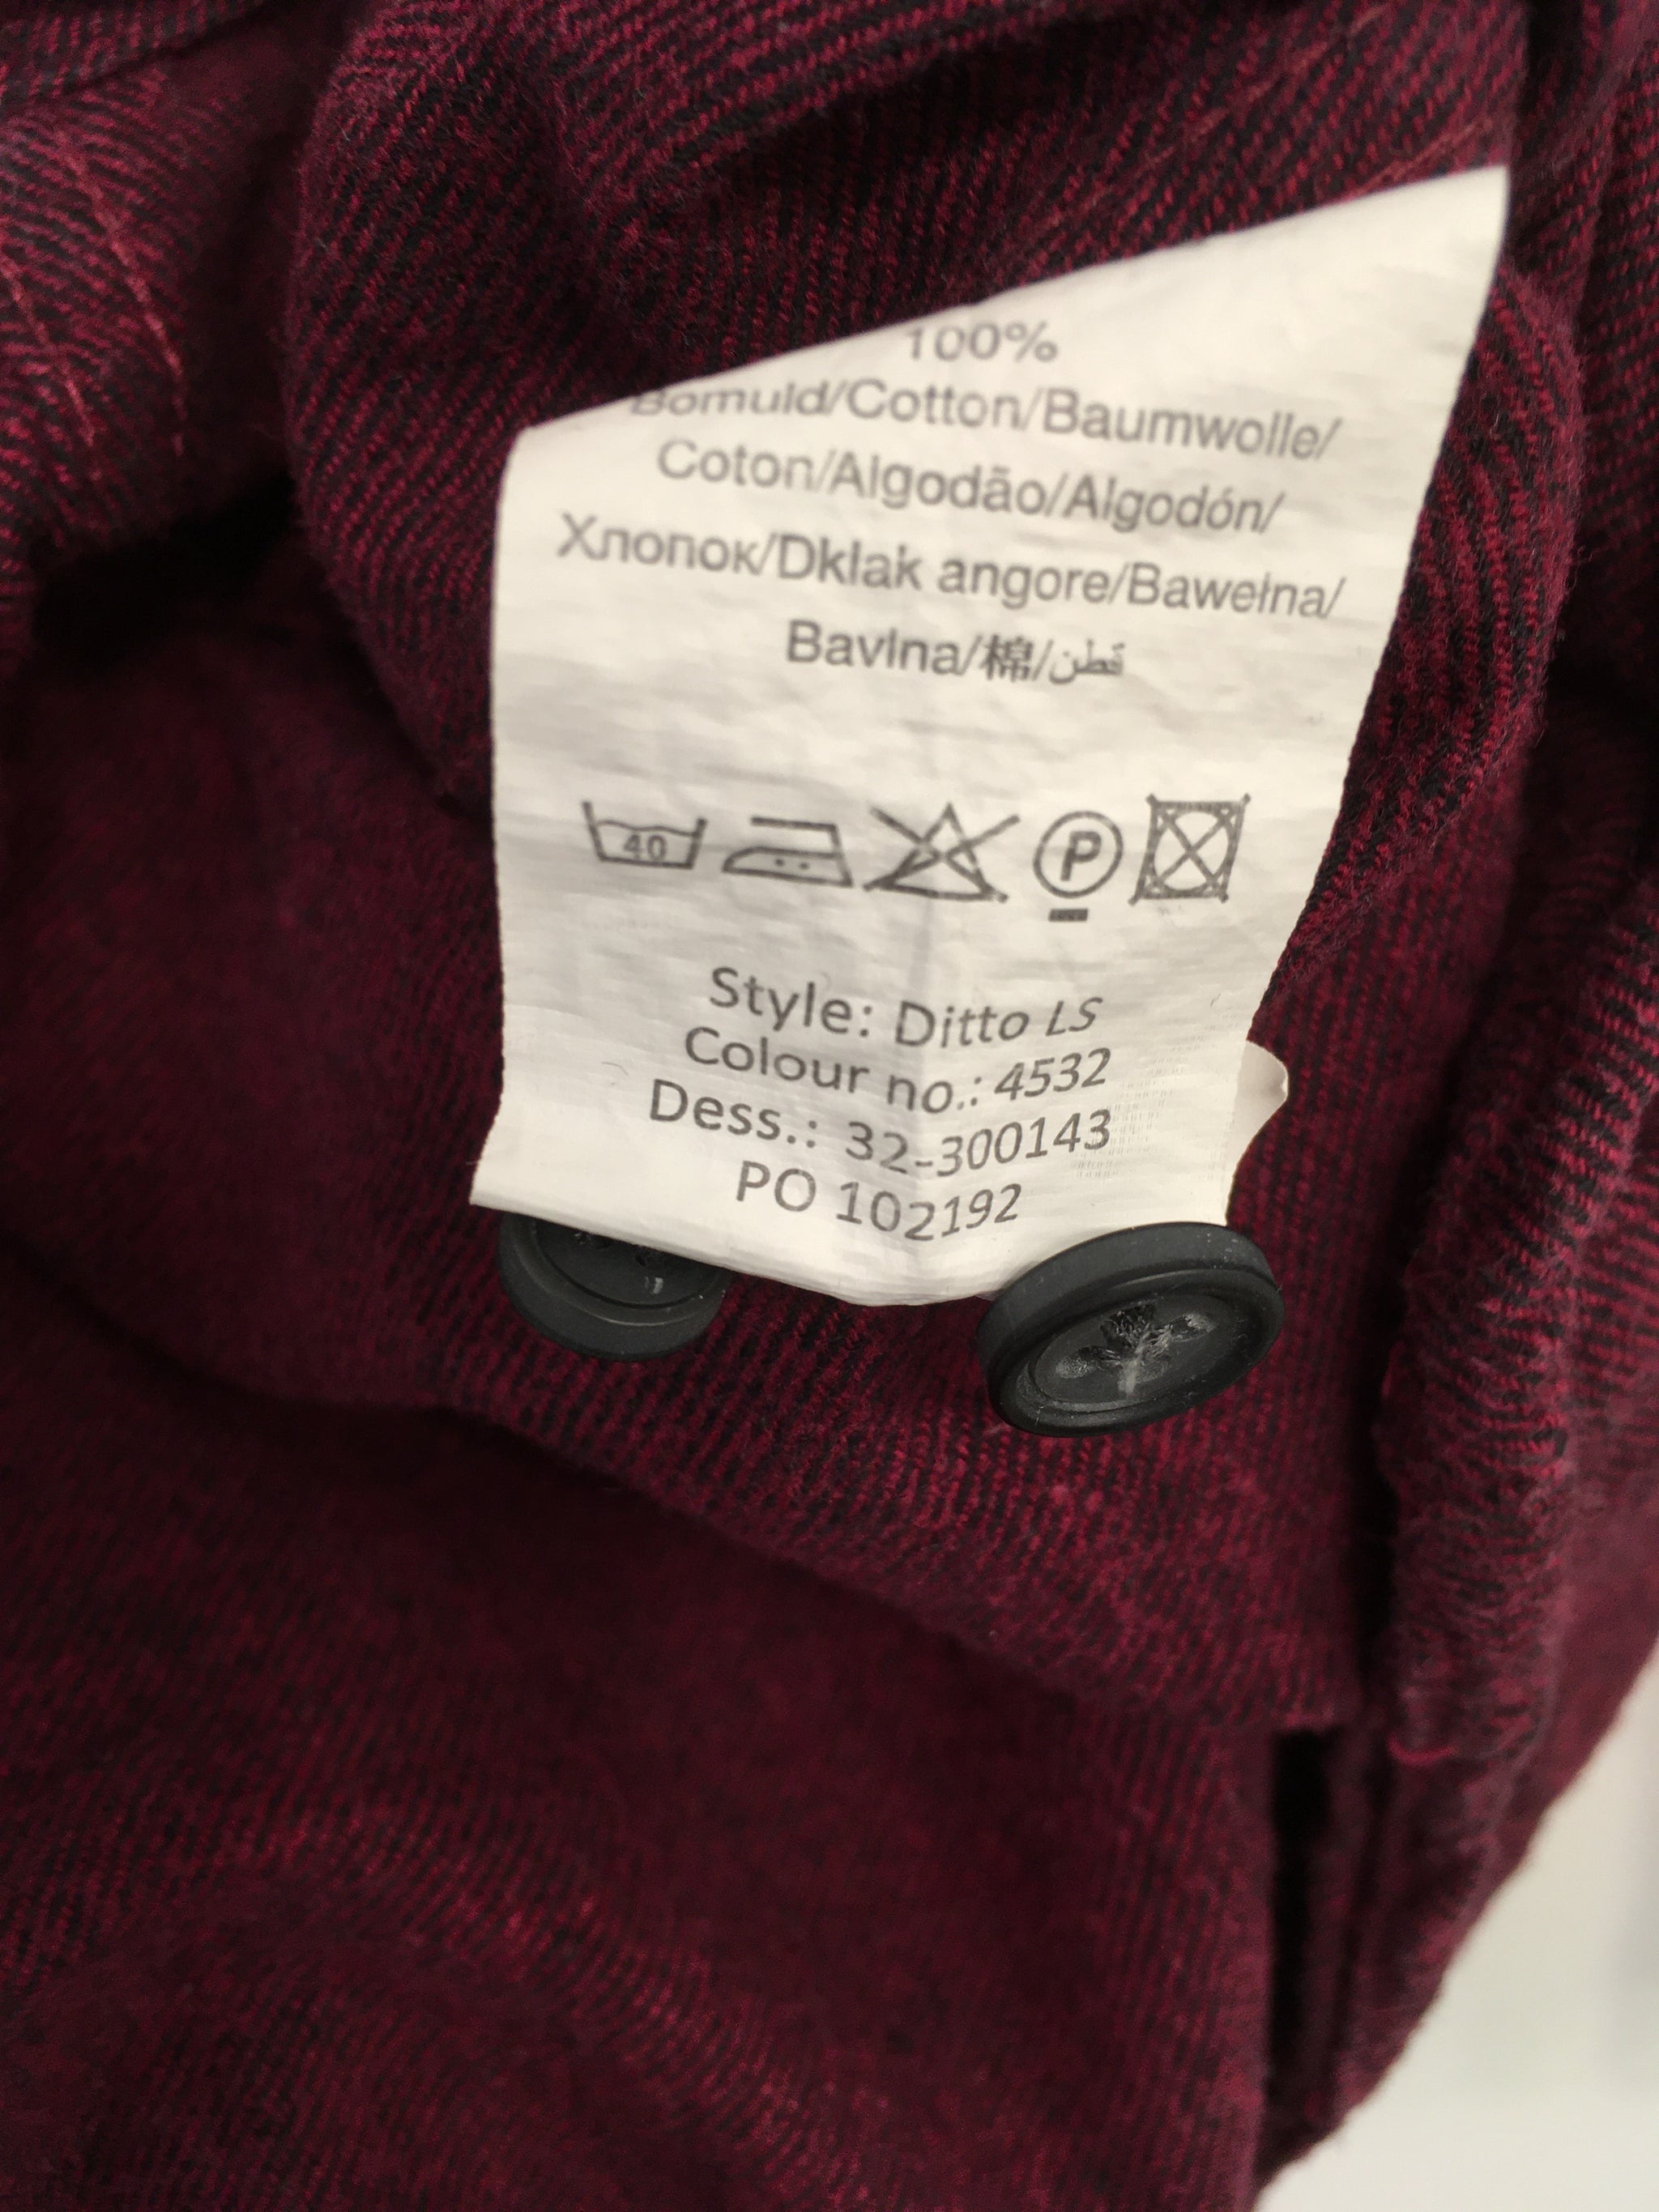 100%
Bomuld/Cotton/Baumwolle/
Coton/Algodão/Algodón/
Хлопок/Dklak angore/Bawełna/
Bavlna/棉/قطن
40
P
Style: Ditto LS
Colour no.: 4532
Dess.: 32-300143
PO 102192